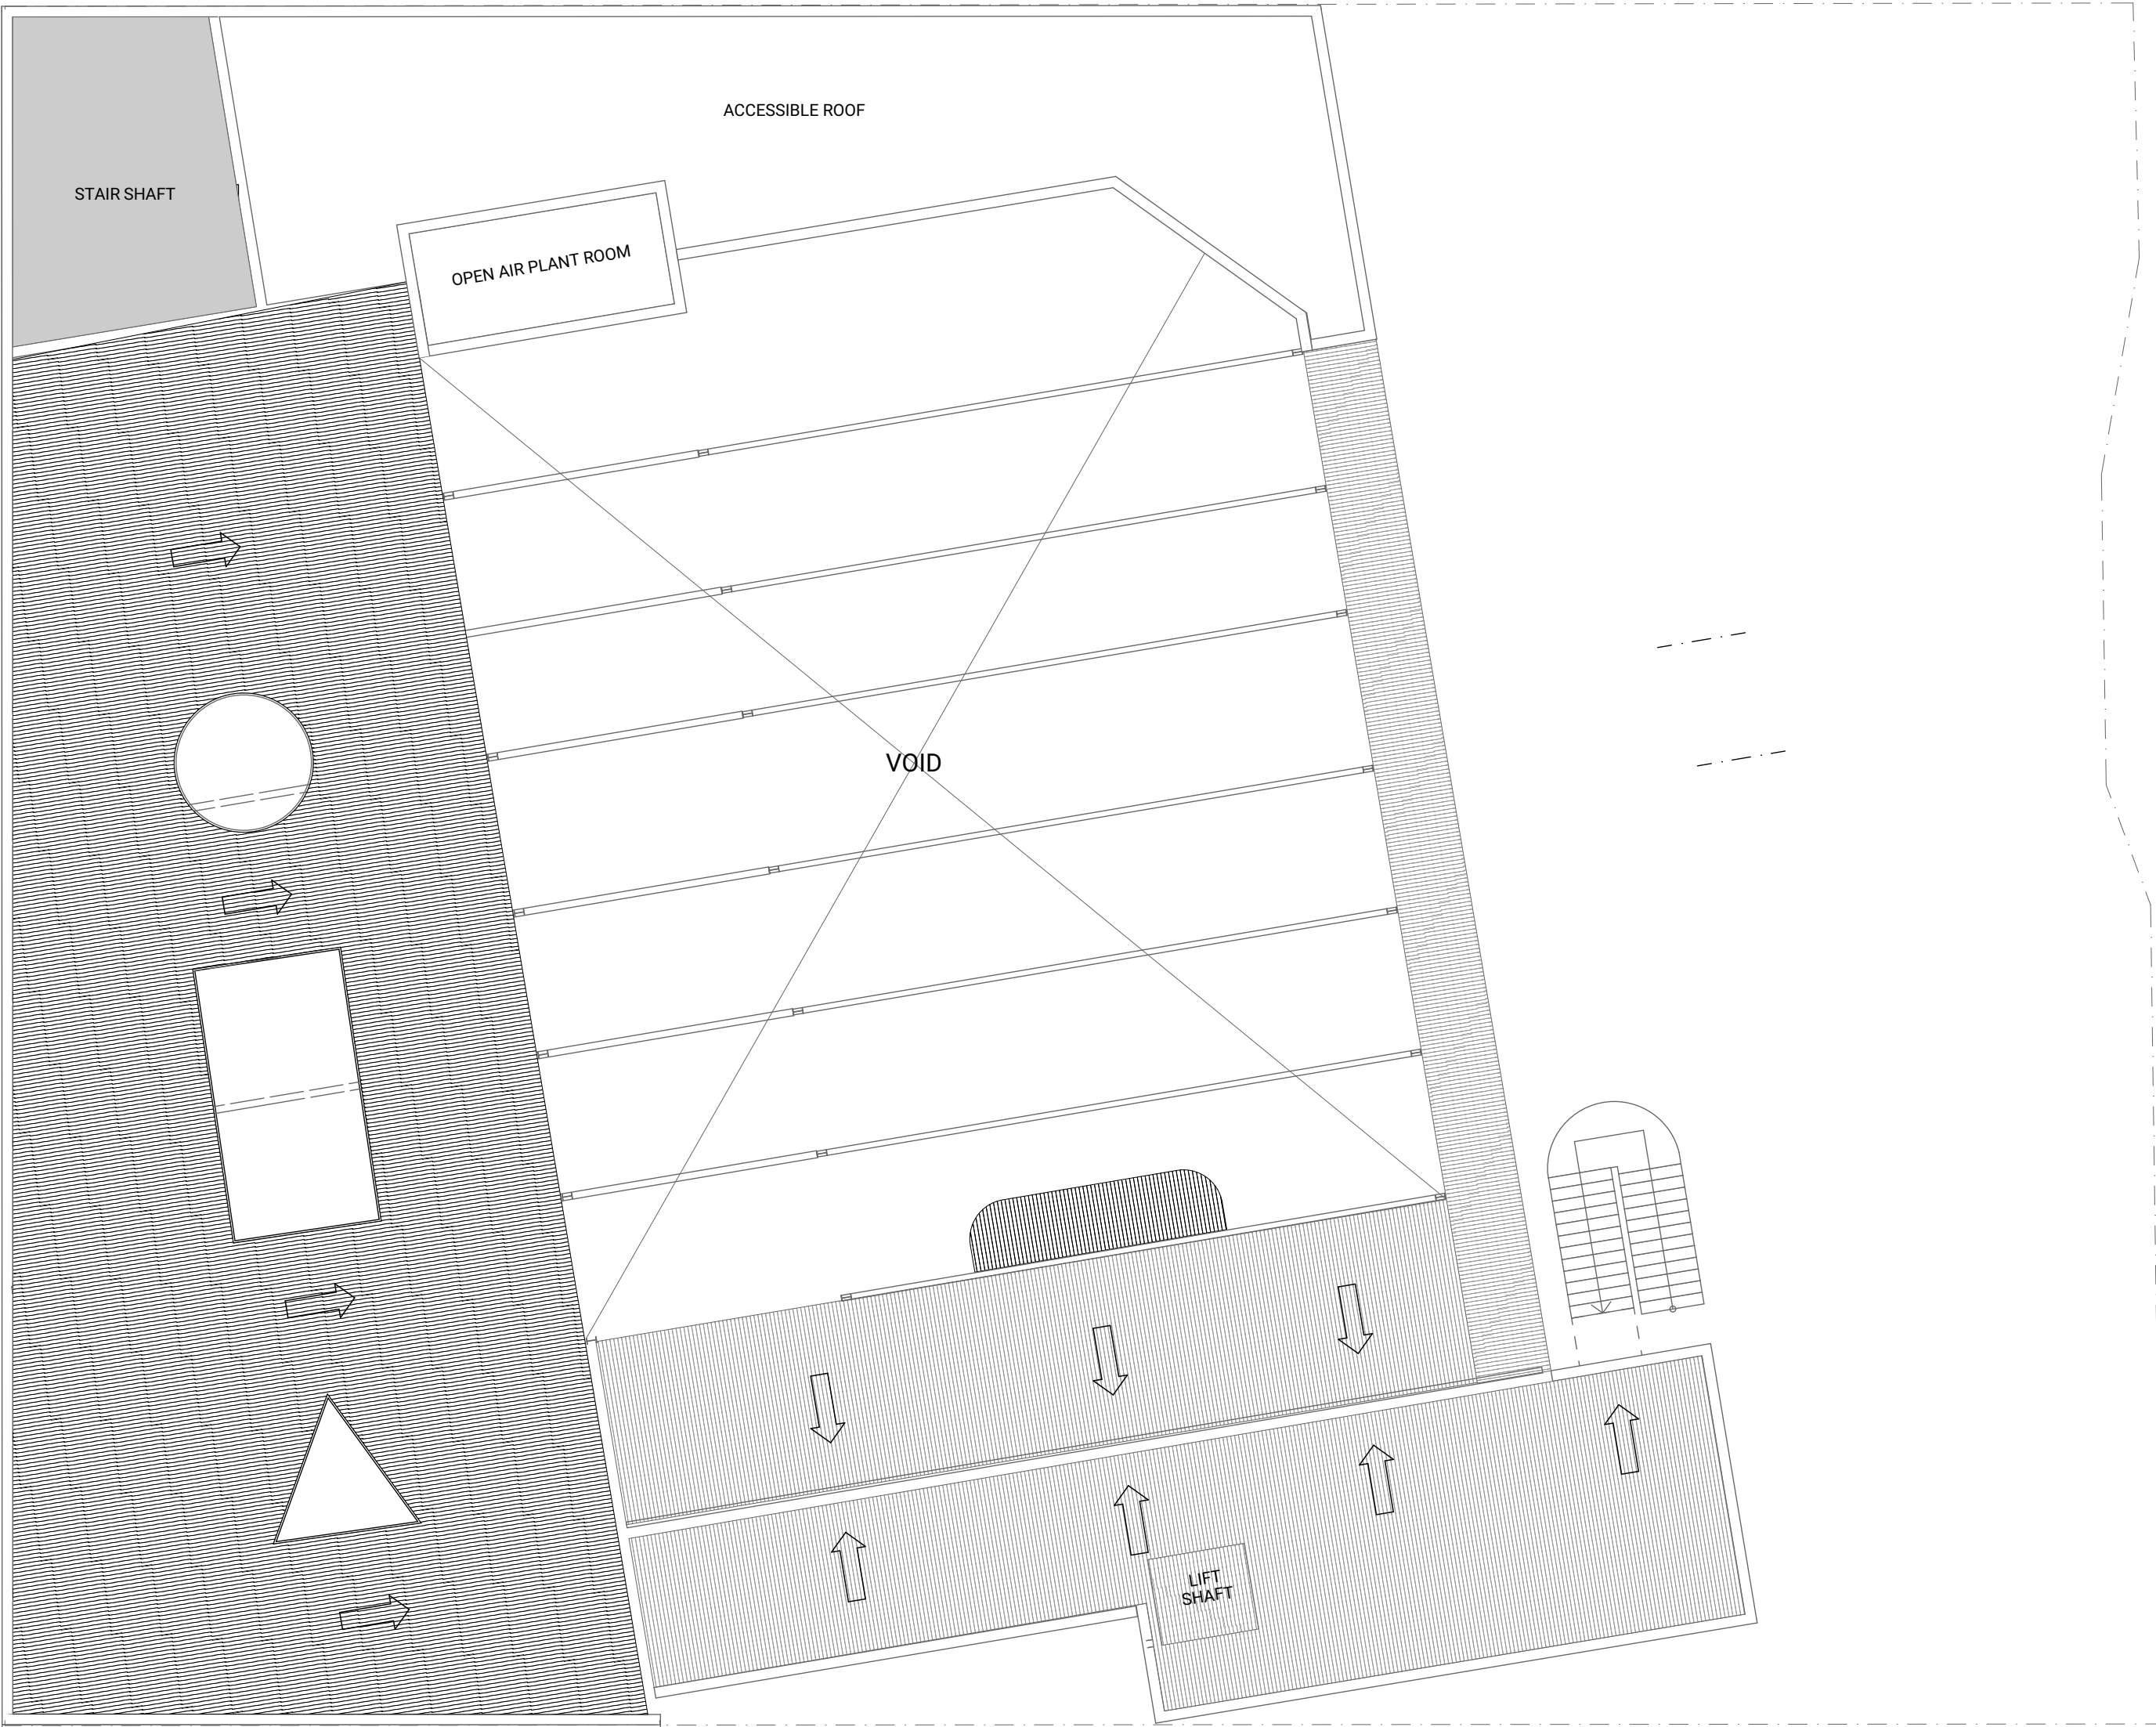 ACCESSIBLE ROOF
STAIR SHAFT
OPEN AIR PLANT ROOM
VOID
LIFT
SHAFT